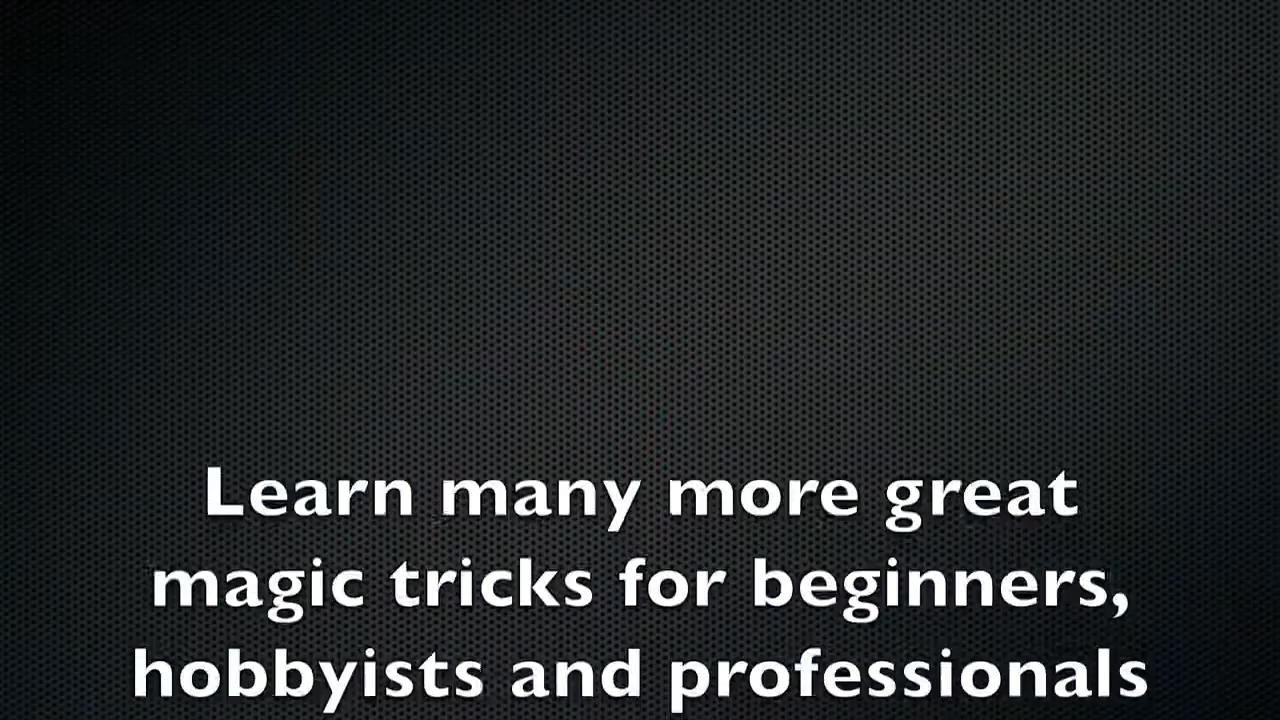 Learn many more great
magic tricks for beginners,
hobbyists and professionals